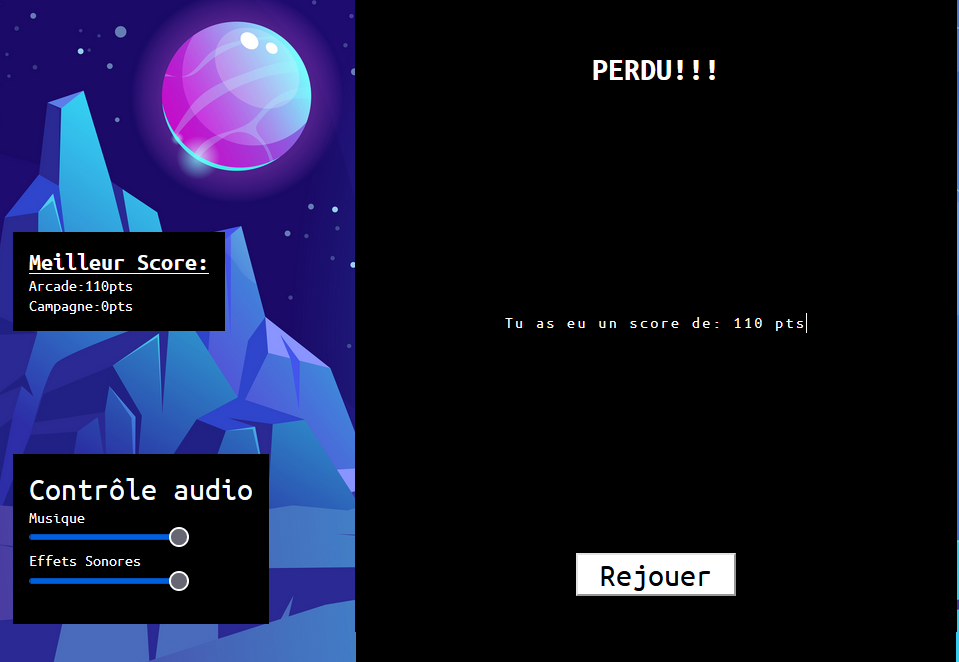 Meilleur Score:
Arcade:110pts
Campagne:0pts
Contrôle audio
Musique
Effets Sonores
PERDU!!!
Tu as eu un score de: 110 pts
Rejouer